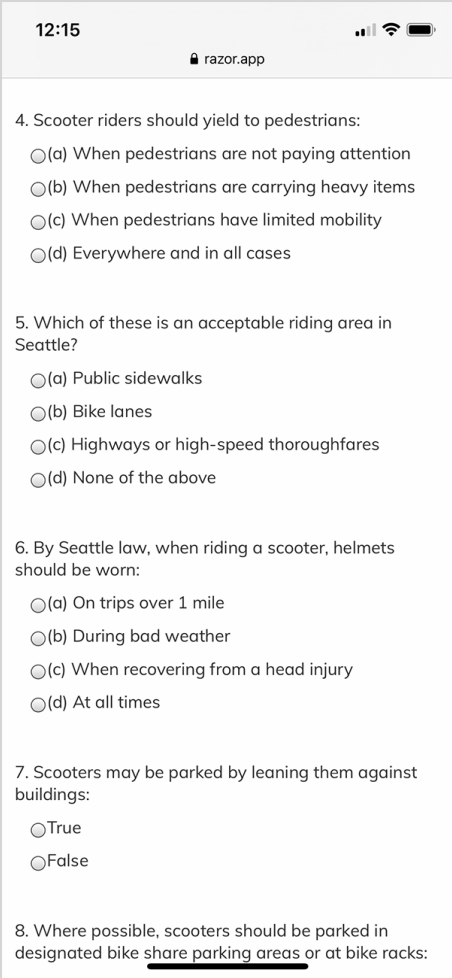 12:15
razor.app
4. Scooter riders should yield to pedestrians:
(a) When pedestrians are not paying attention
(b) When pedestrians are carrying heavy items
(c) When pedestrians have limited mobility
(d) Everywhere and in all cases
5. Which of these is an acceptable riding area in
Seattle?
(a) Public sidewalks
(b) Bike lanes
(c) Highways or high-speed thoroughfares
(d) None of the above
6. By Seattle law, when riding a scooter, helmets
should be worn:
(a) On trips over 1 mile
(b) During bad weather
(c) When recovering from a head injury
(d) At all times
7. Scooters may be parked by leaning them against
buildings:
True
False
8. Where possible, scooters should be parked in
designated bike share parking areas or at bike racks: